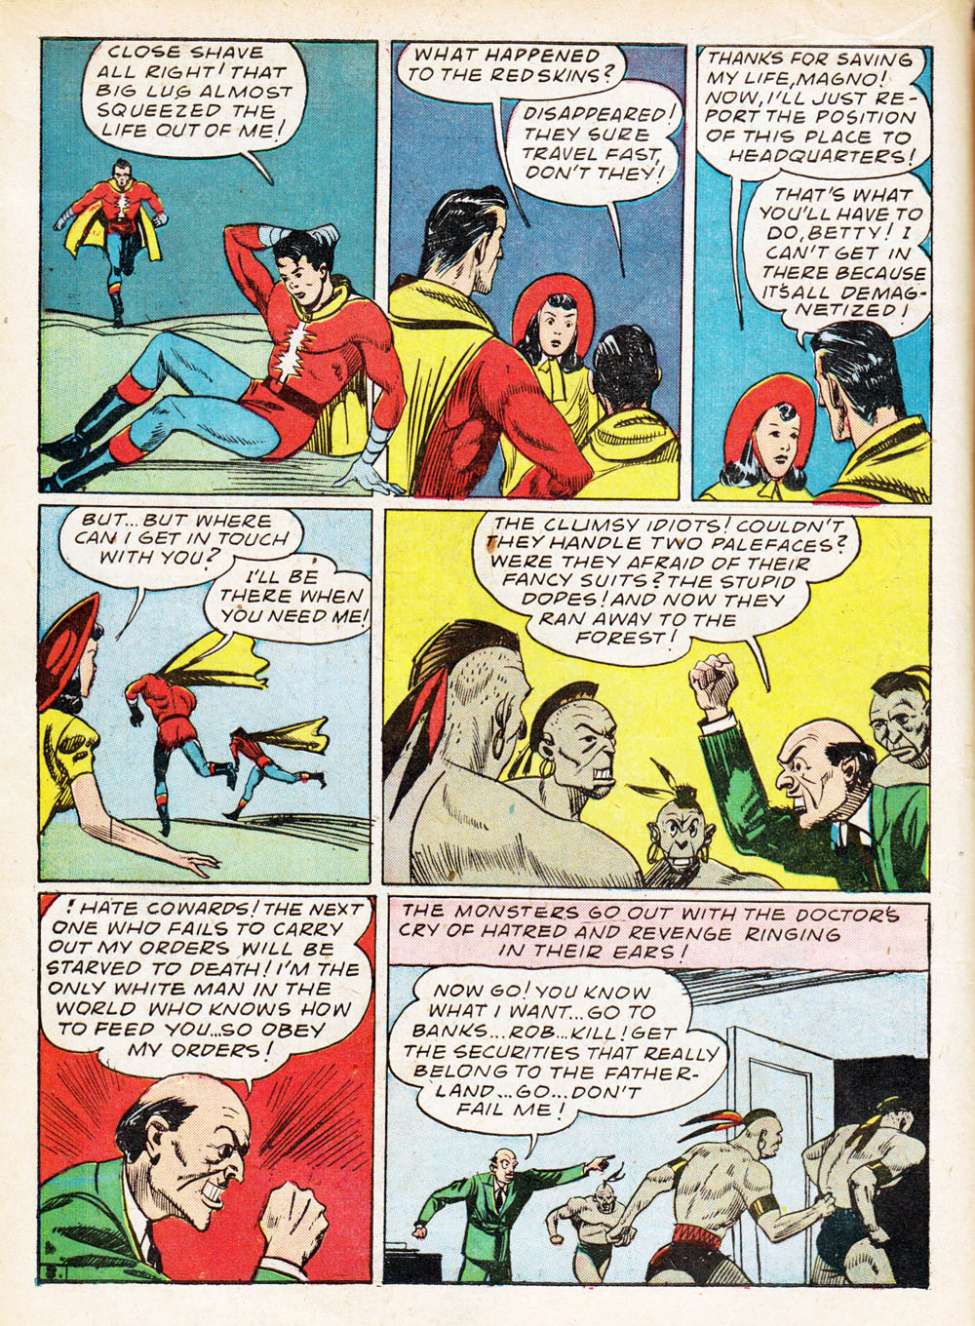 CLOSE SHAVE
ALL RIGHT! THAT
BIG LUG ALMOST
SQUEEZED THE
LIFE OUT OF ME!
WHAT HAPPENED
TO THE REDSKINS?
DISAPPEARED!
THEY SURE
TRAVEL FAST,
DON'T THEY!
THANKS FOR SAVING
MY LIFE, MAGNO!
NOW, I'LL JUST RE-
PORT THE POSITION
OF THIS PLACE TO
HEADQUARTERS!
THAT'S WHAT
YOU'LL HAVE TO
DO, BETTY! I
CAN'T GET IN
THERE BECAUSE
IT'S ALL DEMAG-
NETIZED!
BUT... BUT WHERE
CAN I GET IN TOUCH
WITH YOU?
I'LL BE
THERE WHEN
YOU NEED ME!
THE CLUMSY IDIOTS! COULDN'T
THEY HANDLE TWO PALEFACES?
WERE THEY AFRAID OF THEIR
FANCY SUITS? THE STUPID
DOPES! AND NOW THEY
RAN AWAY TO THE
FOREST!
I HATE COWARDS! THE NEXT
ONE WHO FAILS TO CARRY
OUT MY ORDERS WILL BE
STARVED TO DEATH! I'M THE
ONLY WHITE MAN IN THE
WORLD WHO KNOWS HOW
TO FEED YOU... SO OBEY
MY ORDERS!
THE MONSTERS GO OUT WITH THE DOCTOR'S
CRY OF HATRED AND REVENGE RINGING
IN THEIR EARS!
NOW GO! YOU KNOW
WHAT I WANT... GO TO
BANKS... ROB... KILL! GET
THE SECURITIES THAT REALLY
BELONG TO THE FATHER-
LAND... GO... DON'T
FAIL ME!